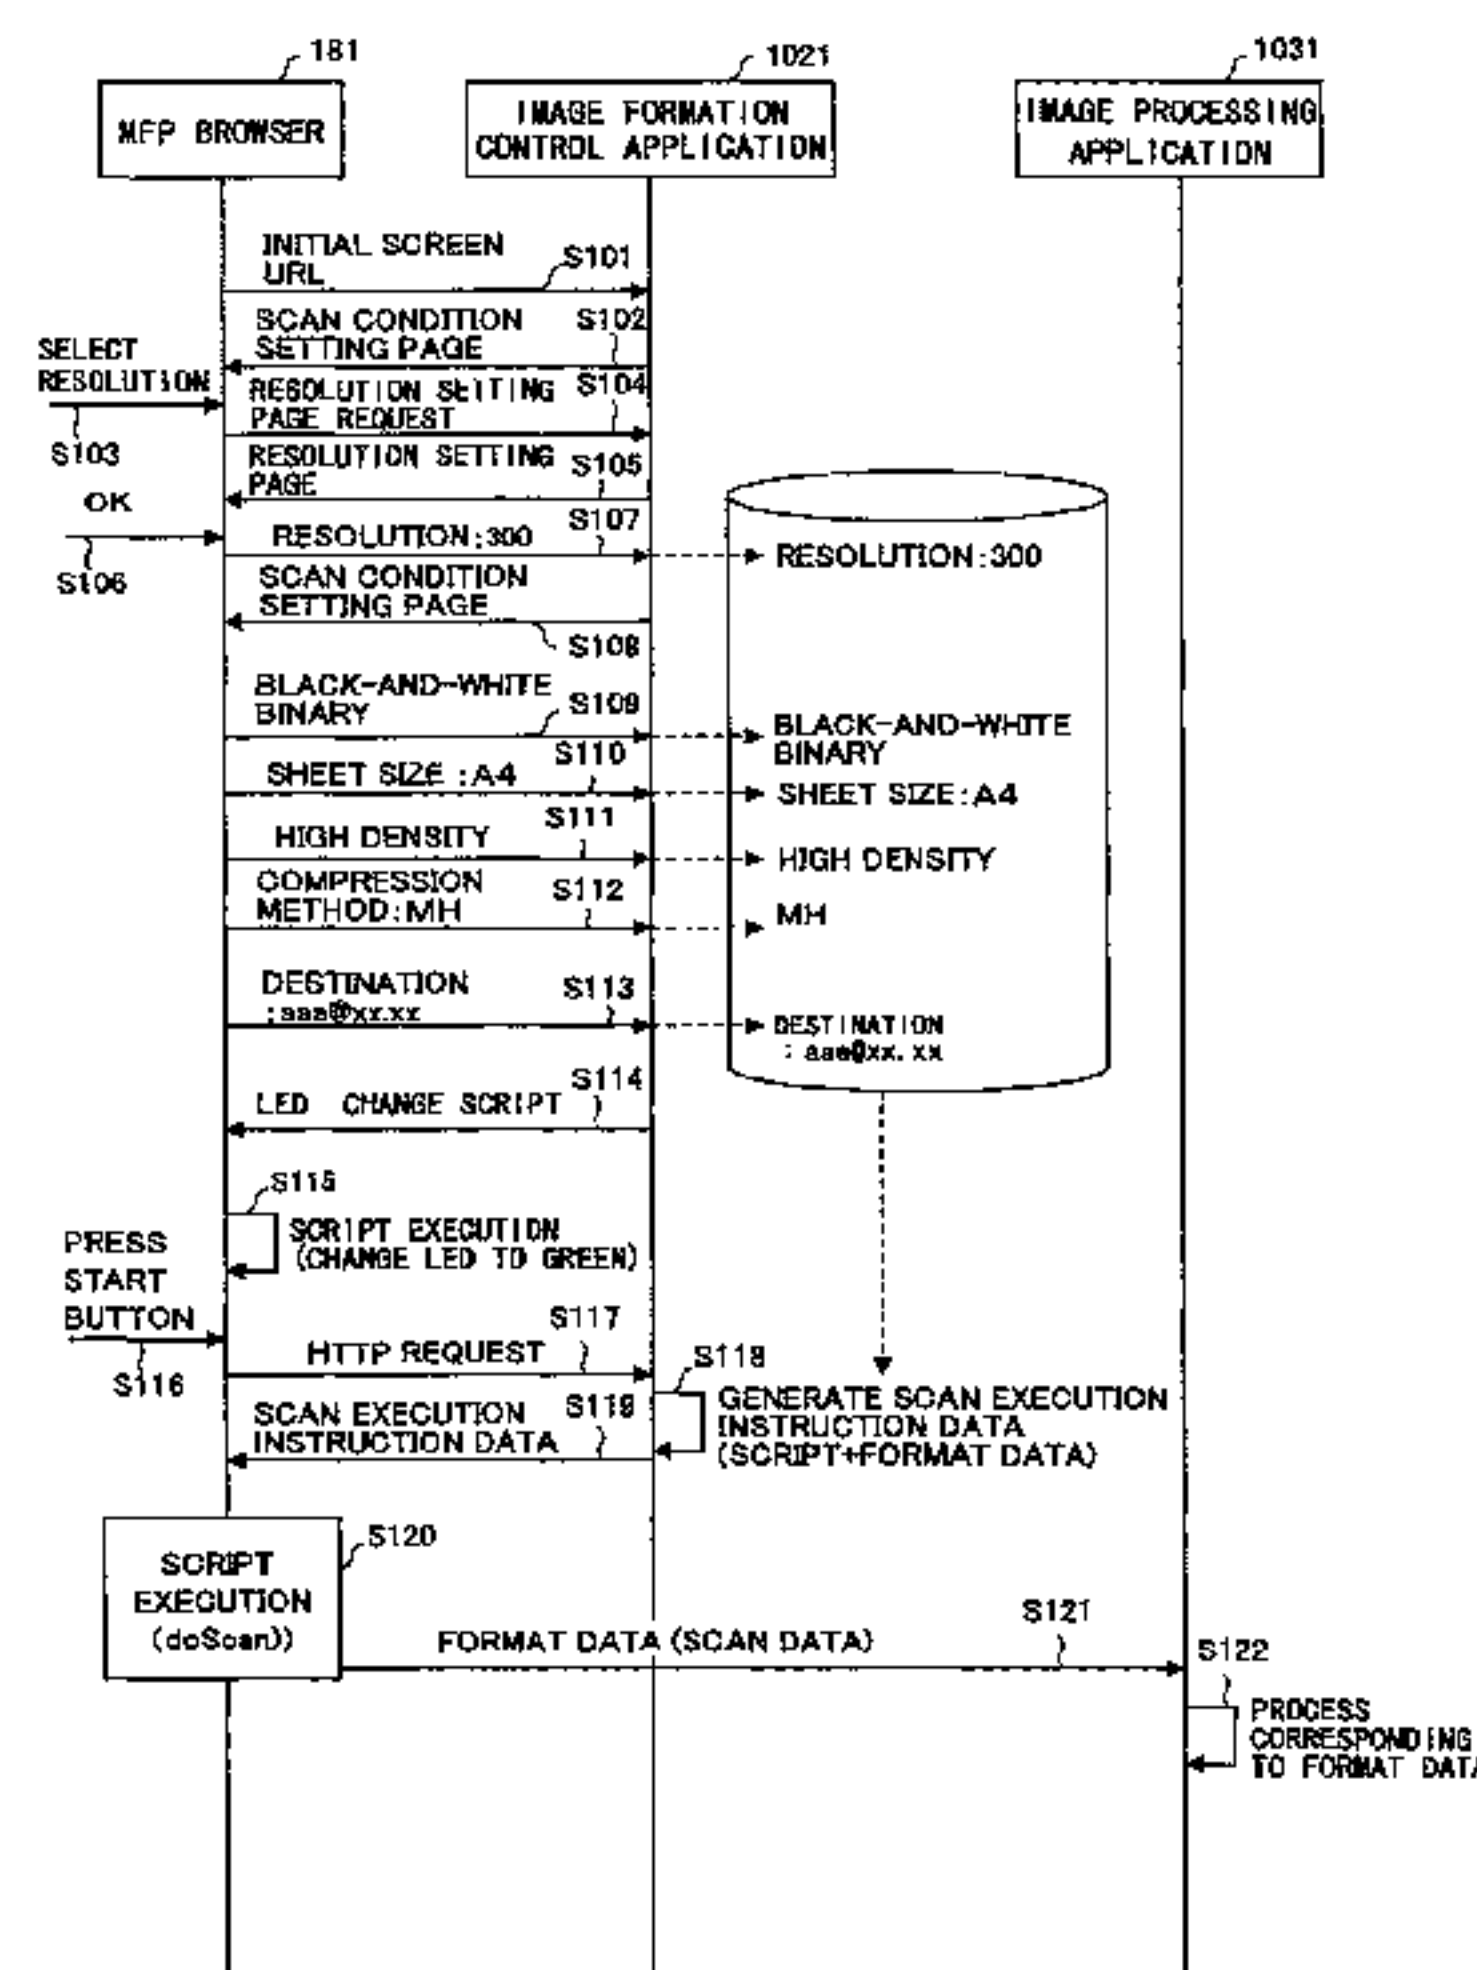 181
1021
1031
MFP BROWSER
IMAGE FORMATION
CONTROL APPLICATION
IMAGE PROCESSING
APPLICATION
INITIAL SCREEN
URL
S101
SCAN CONDITION
SETTING PAGE
S102
SELECT
RESOLUTION
S103
RESOLUTION SETTING
PAGE REQUEST
S104
RESOLUTION SETTING
PAGE
S105
OK
S106
RESOLUTION:300
S107
RESOLUTION:300
SCAN CONDITION
SETTING PAGE
S108
BLACK-AND-WHITE
BINARY
S109
BLACK-AND-WHITE
BINARY
SHEET SIZE :A4
S110
SHEET SIZE:A4
HIGH DENSITY
S111
HIGH DENSITY
COMPRESSION
METHOD:MH
S112
MH
DESTINATION
:aaa@xx.xx
S113
DESTINATION
: aaa@xx.xx
LED CHANGE SCRIPT
S114
S115
SCRIPT EXECUTION
(CHANGE LED TO GREEN)
PRESS
START
BUTTON
S116
HTTP REQUEST
S117
S118
GENERATE SCAN EXECUTION
INSTRUCTION DATA
(SCRIPT+FORMAT DATA)
SCAN EXECUTION
INSTRUCTION DATA
S119
SCRIPT
EXECUTION
(doScan))
S120
FORMAT DATA (SCAN DATA)
S121
S122
PROCESS
CORRESPONDING
TO FORMAT DATA